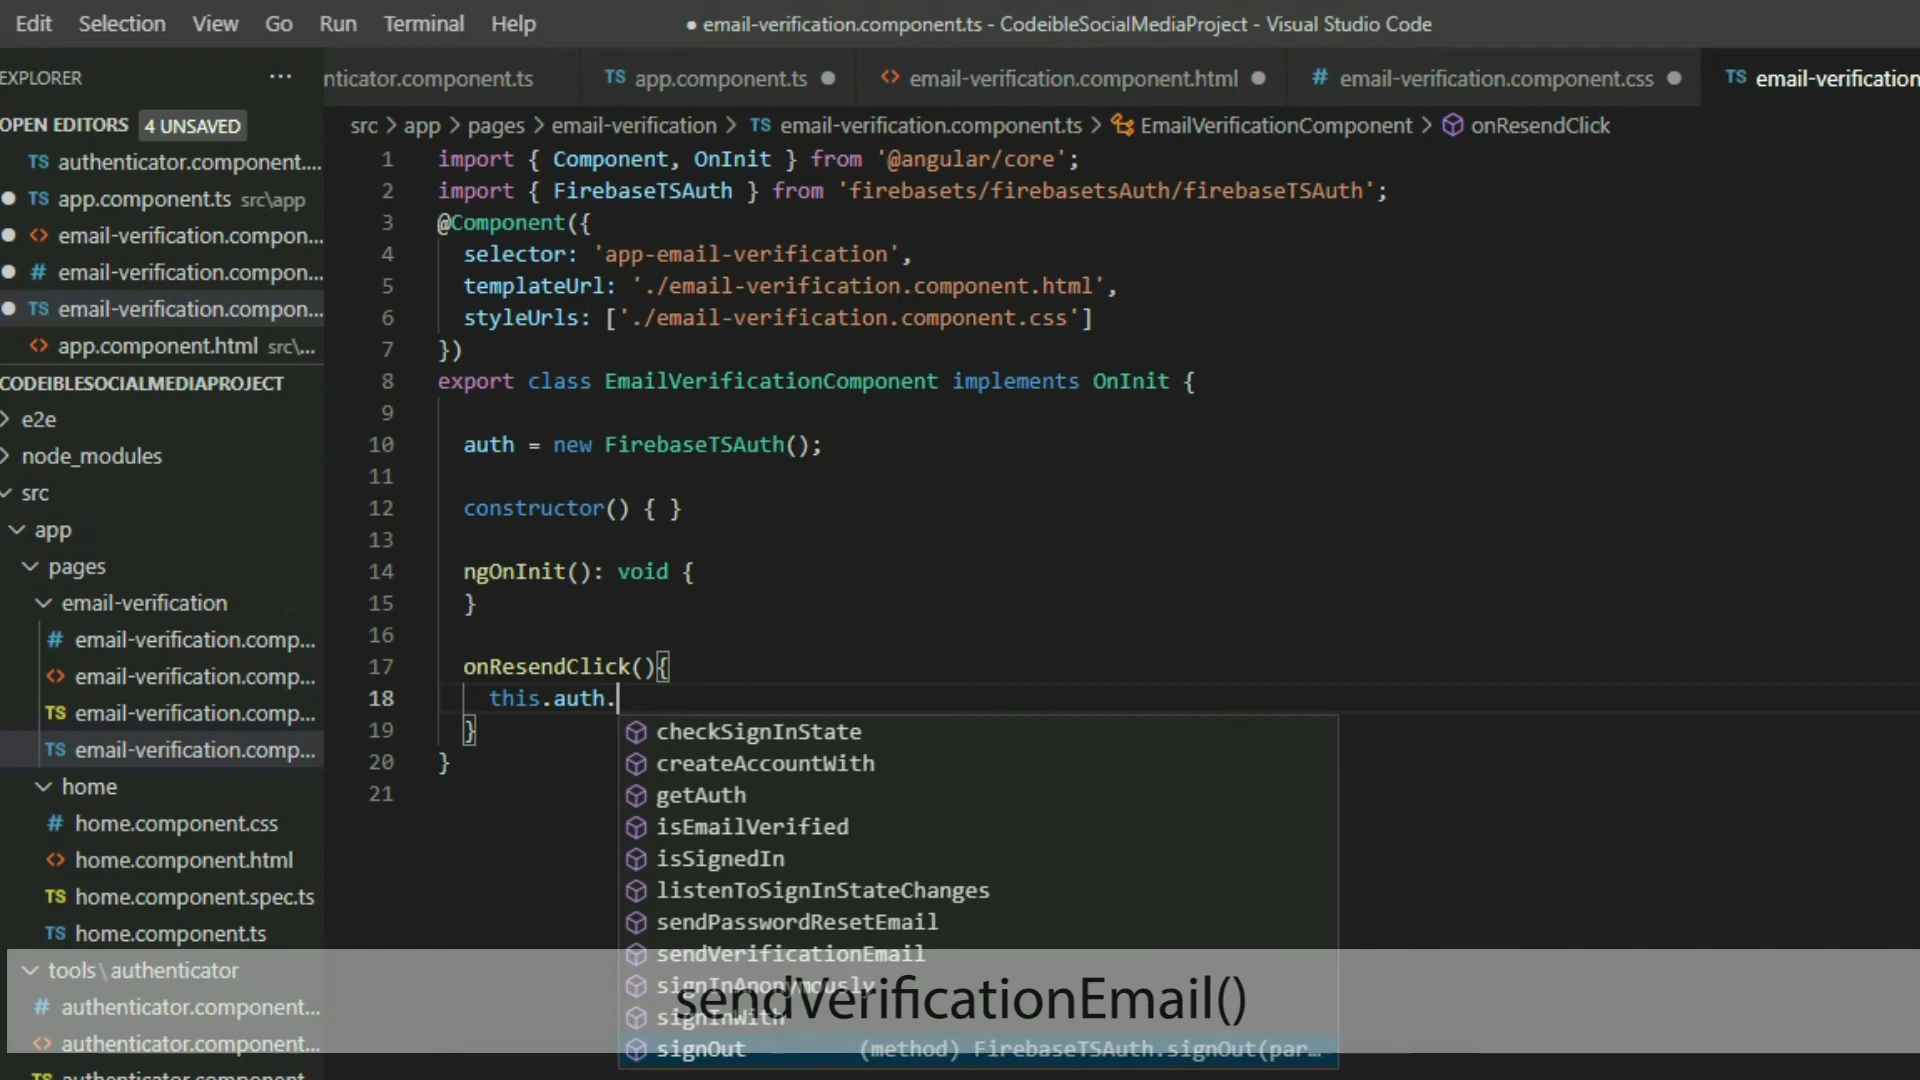 Edit Selection View Go Run Terminal Help
● email-verification.component.ts - CodeibleSocialMediaProject - Visual Studio Code
EXPLORER ···
nticator.component.ts
TS app.component.ts ●
<> email-verification.component.html ●
# email-verification.component.css ●
TS email-verification
OPEN EDITORS 4 UNSAVED
TS authenticator.component....
● TS app.component.ts src\app
● <> email-verification.compon...
● # email-verification.compon...
● TS email-verification.compon...
<> app.component.html src\...
CODEIBLESOCIALMEDIAPROJECT
> e2e
> node_modules
src
app
pages
email-verification
# email-verification.comp...
<> email-verification.comp...
TS email-verification.comp...
TS email-verification.comp...
home
# home.component.css
<> home.component.html
TS home.component.spec.ts
TS home.component.ts
tools\authenticator
# authenticator.component...
<> authenticator.component...
TS authenticator.component
src > app > pages > email-verification > TS email-verification.component.ts > EmailVerificationComponent > onResendClick
1 import { Component, OnInit } from '@angular/core';
2 import { FirebaseTSAuth } from 'firebasets/firebasetsAuth/firebaseTSAuth';
3 @Component({
4 selector: 'app-email-verification',
5 templateUrl: './email-verification.component.html',
6 styleUrls: ['./email-verification.component.css']
7 })
8 export class EmailVerificationComponent implements OnInit {
9
10 auth = new FirebaseTSAuth();
11
12 constructor() { }
13
14 ngOnInit(): void {
15 }
16
17 onResendClick(){
18 this.auth.
19 }
20 }
21
checkSignInState
createAccountWith
getAuth
isEmailVerified
isSignedIn
listenToSignInStateChanges
sendPasswordResetEmail
sendVerificationEmail
signInAnonymously
signInWith
signOut (method) FirebaseTSAuth.signOut(par…
sendVerificationEmail()